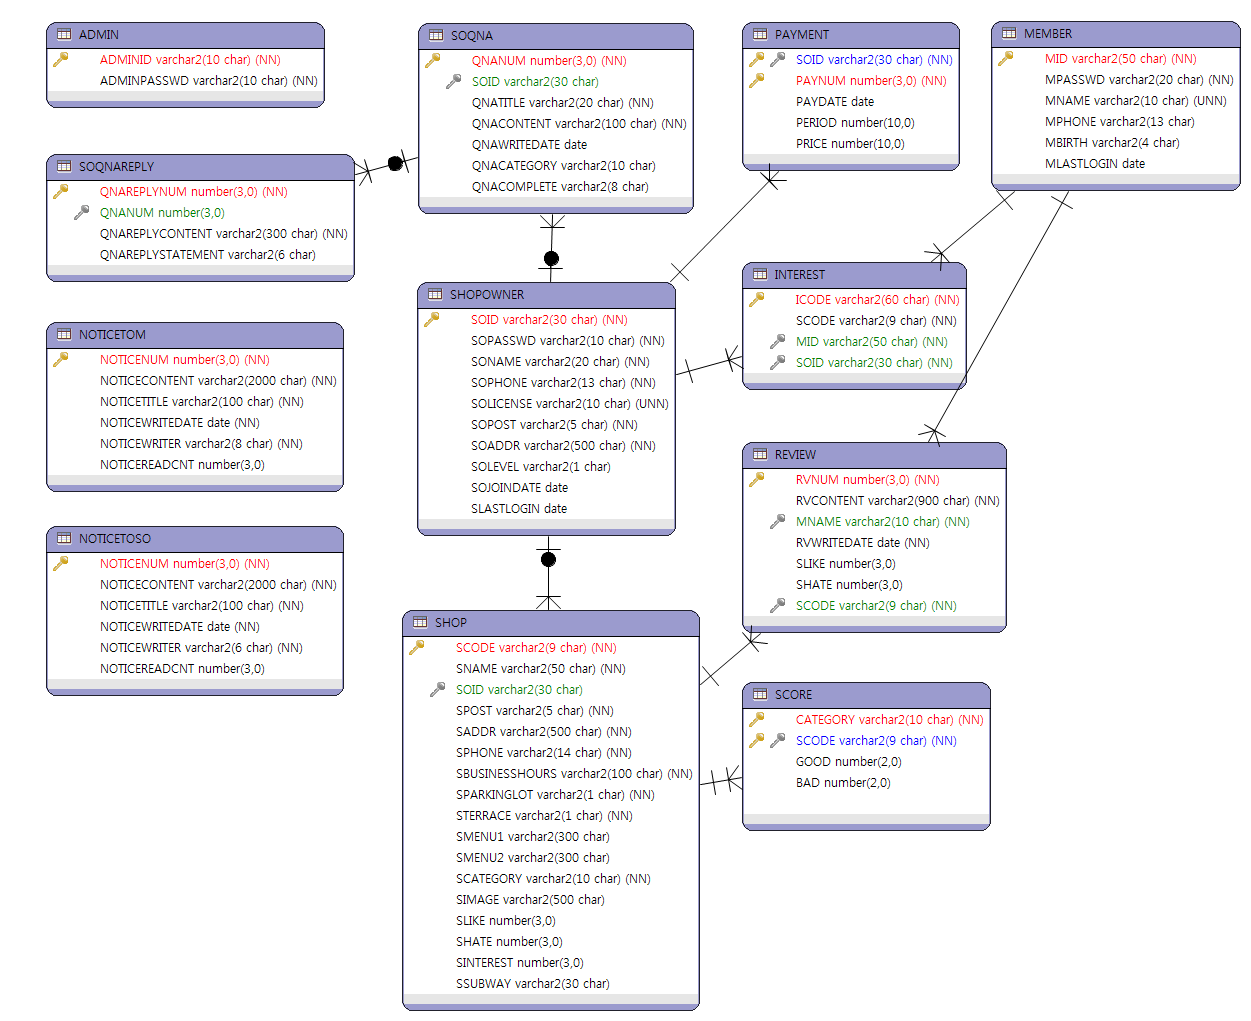 ADMIN
ADMINID varchar2(10 char) (NN)
ADMINPASSWD varchar2(10 char) (NN)
SOQNAREPLY
QNAREPLYNUM number(3,0) (NN)
QNANUM number(3,0)
QNAREPLYCONTENT varchar2(300 char) (NN)
QNAREPLYSTATEMENT varchar2(6 char)
NOTICETOM
NOTICENUM number(3,0) (NN)
NOTICECONTENT varchar2(2000 char) (NN)
NOTICETITLE varchar2(100 char) (NN)
NOTICEWRITEDATE date (NN)
NOTICEWRITER varchar2(8 char) (NN)
NOTICEREADCNT number(3,0)
NOTICETOSO
NOTICENUM number(3,0) (NN)
NOTICECONTENT varchar2(2000 char) (NN)
NOTICETITLE varchar2(100 char) (NN)
NOTICEWRITEDATE date (NN)
NOTICEWRITER varchar2(6 char) (NN)
NOTICEREADCNT number(3,0)
SOQNA
QNANUM number(3,0) (NN)
SOID varchar2(30 char)
QNATITLE varchar2(20 char) (NN)
QNACONTENT varchar2(100 char) (NN)
QNAWRITEDATE date
QNACATEGORY varchar2(10 char)
QNACOMPLETE varchar2(8 char)
SHOPOWNER
SOID varchar2(30 char) (NN)
SOPASSWD varchar2(10 char) (NN)
SONAME varchar2(20 char) (NN)
SOPHONE varchar2(13 char) (NN)
SOLICENSE varchar2(10 char) (UNN)
SOPOST varchar2(5 char) (NN)
SOADDR varchar2(500 char) (NN)
SOLEVEL varchar2(1 char)
SOJOINDATE date
SLASTLOGIN date
SHOP
SCODE varchar2(9 char) (NN)
SNAME varchar2(50 char) (NN)
SOID varchar2(30 char)
SPOST varchar2(5 char) (NN)
SADDR varchar2(500 char) (NN)
SPHONE varchar2(14 char) (NN)
SBUSINESSHOURS varchar2(100 char) (NN)
SPARKINGLOT varchar2(1 char) (NN)
STERRACE varchar2(1 char) (NN)
SMENU1 varchar2(300 char)
SMENU2 varchar2(300 char)
SCATEGORY varchar2(10 char) (NN)
SIMAGE varchar2(500 char)
SLIKE number(3,0)
SHATE number(3,0)
SINTEREST number(3,0)
SSUBWAY varchar2(30 char)
PAYMENT
SOID varchar2(30 char) (NN)
PAYNUM number(3,0) (NN)
PAYDATE date
PERIOD number(10,0)
PRICE number(10,0)
MEMBER
MID varchar2(50 char) (NN)
MPASSWD varchar2(20 char) (NN)
MNAME varchar2(10 char) (UNN)
MPHONE varchar2(13 char)
MBIRTH varchar2(4 char)
MLASTLOGIN date
INTEREST
ICODE varchar2(60 char) (NN)
SCODE varchar2(9 char) (NN)
MID varchar2(50 char) (NN)
SOID varchar2(30 char) (NN)
REVIEW
RVNUM number(3,0) (NN)
RVCONTENT varchar2(900 char) (NN)
MNAME varchar2(10 char) (NN)
RVWRITEDATE date (NN)
SLIKE number(3,0)
SHATE number(3,0)
SCODE varchar2(9 char) (NN)
SCORE
CATEGORY varchar2(10 char) (NN)
SCODE varchar2(9 char) (NN)
GOOD number(2,0)
BAD number(2,0)